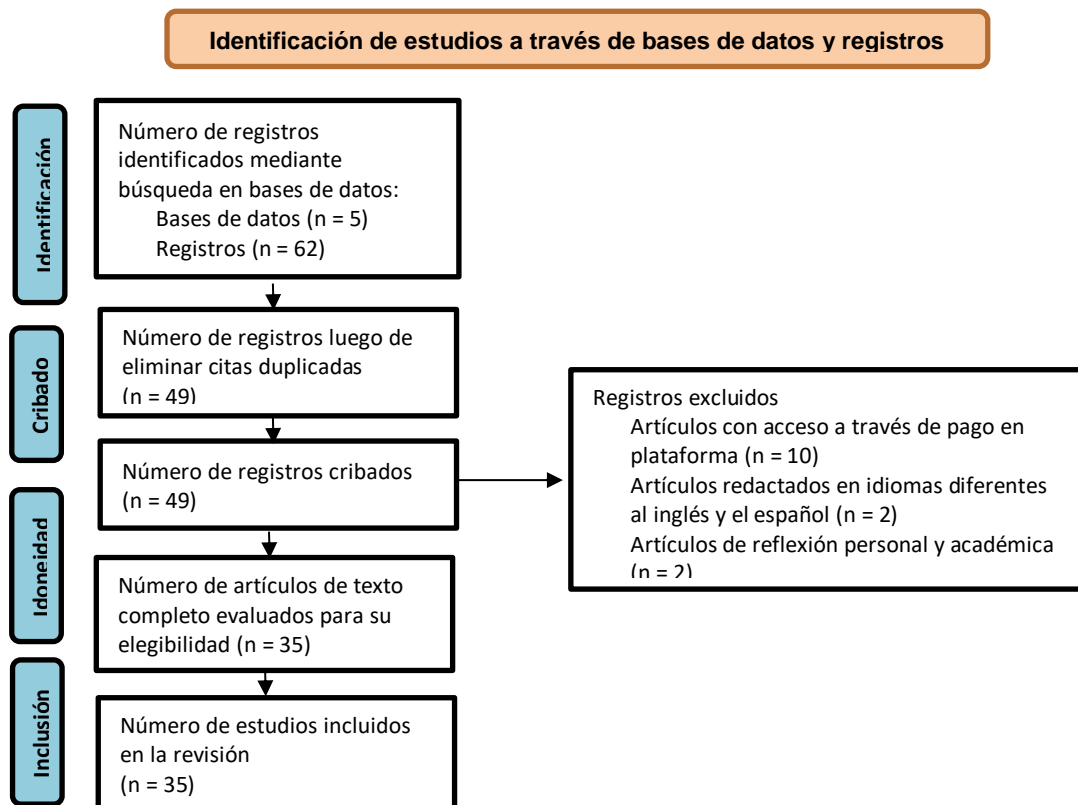 Identificación de estudios a través de bases de datos y registros
Identificación
Número de registros
identificados mediante
búsqueda en bases de datos:
Bases de datos (n = 5)
Registros (n = 62)
Cribado
Número de registros luego de
eliminar citas duplicadas
(n = 49)
Número de registros cribados
(n = 49)
Registros excluidos
Artículos con acceso a través de pago en
plataforma (n = 10)
Artículos redactados en idiomas diferentes
al inglés y el español (n = 2)
Artículos de reflexión personal y académica
(n = 2)
Idoneidad
Número de artículos de texto
completo evaluados para su
elegibilidad (n = 35)
Inclusión
Número de estudios incluidos
en la revisión
(n = 35)